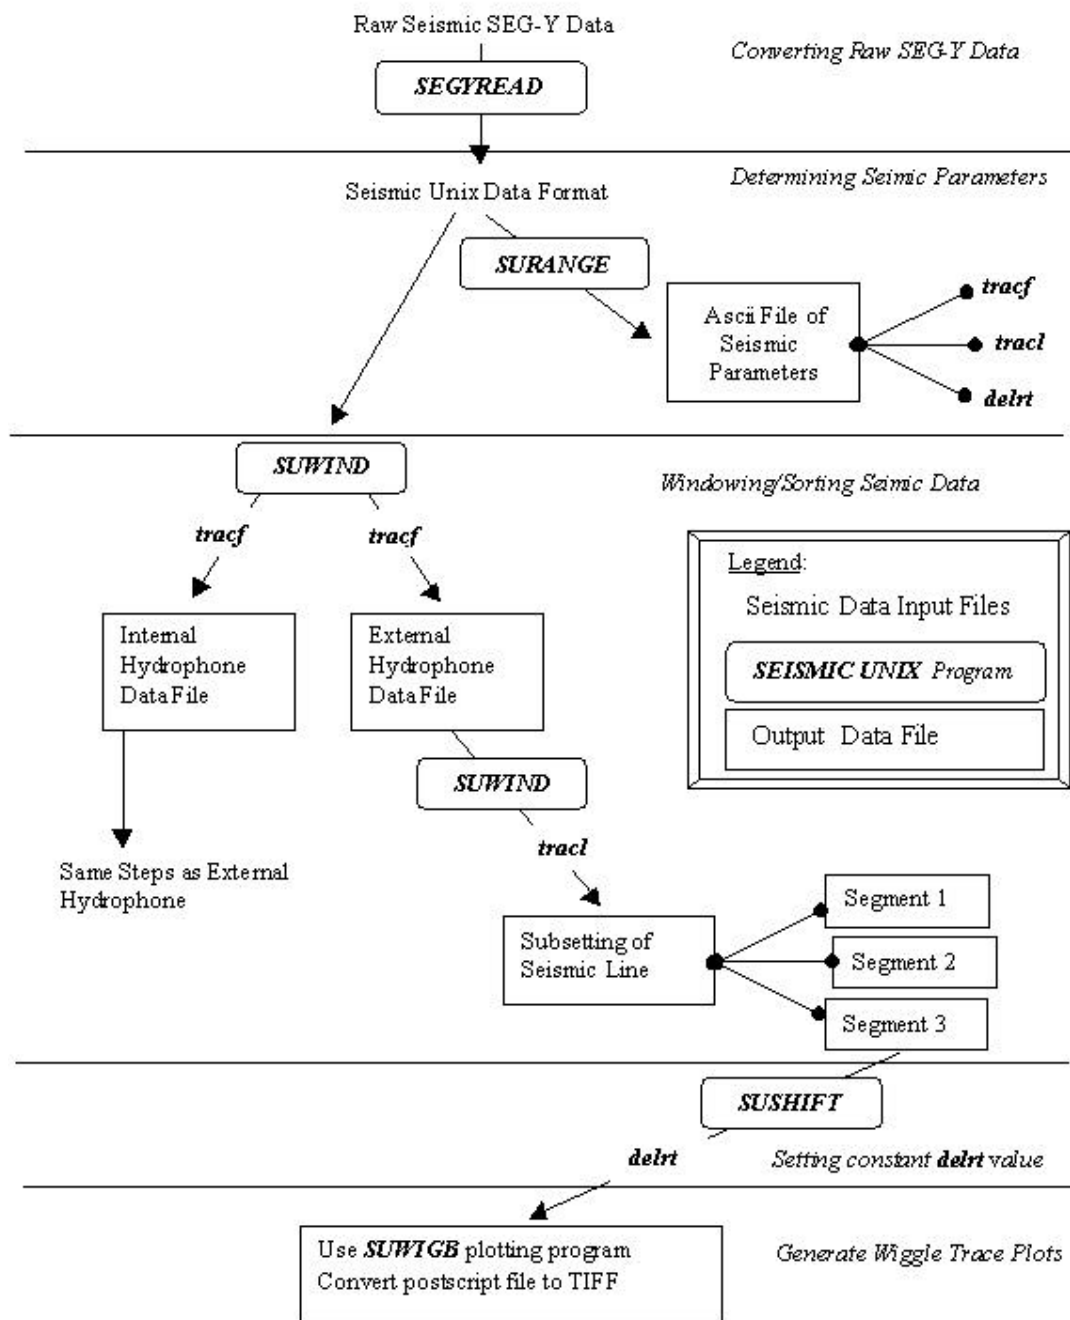 Raw Seismic SEG-Y Data
Converting Raw SEG-Y Data
SEGYREAD
Determining Seimic Parameters
Seismic Unix Data Format
SURANGE
Ascii File of
Seismic
Parameters
tracf
tracl
delrt
SUWIND
Windowing/Sorting Seimic Data
tracf
tracf
Legend:
Seismic Data Input Files
SEISMIC UNIX Program
Output Data File
Internal
Hydrophone
Data File
External
Hydrophone
Data File
SUWIND
tracl
Same Steps as External
Hydrophone
Subsetting of
Seismic Line
Segment 1
Segment 2
Segment 3
SUSHIFT
delrt
Setting constant delrt value
Use SUWIGB plotting program
Convert postscript file to TIFF
Generate Wiggle Trace Plots